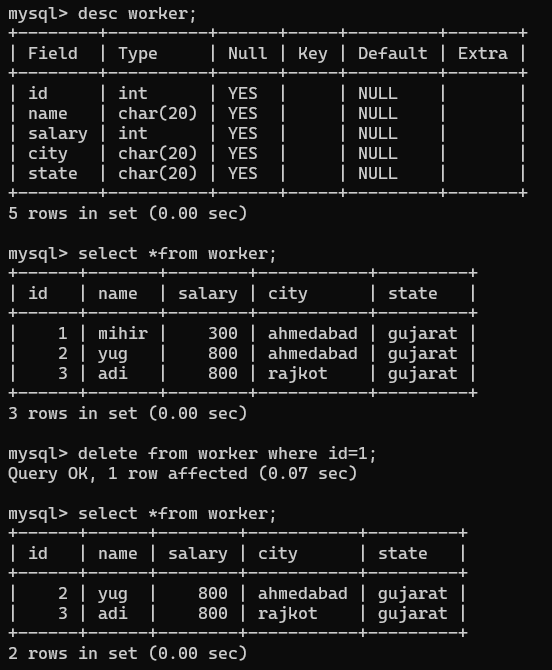 mysql> desc worker;
+--------+----------+------+-----+---------+-------+
| Field  | Type     | Null | Key | Default | Extra |
+--------+----------+------+-----+---------+-------+
| id     | int      | YES  |     | NULL    |       |
| name   | char(20) | YES  |     | NULL    |       |
| salary | int      | YES  |     | NULL    |       |
| city   | char(20) | YES  |     | NULL    |       |
| state  | char(20) | YES  |     | NULL    |       |
+--------+----------+------+-----+---------+-------+
5 rows in set (0.00 sec)

mysql> select *from worker;
+------+-------+--------+-----------+---------+
| id   | name  | salary | city      | state   |
+------+-------+--------+-----------+---------+
|    1 | mihir |    300 | ahmedabad | gujarat |
|    2 | yug   |    800 | ahmedabad | gujarat |
|    3 | adi   |    800 | rajkot    | gujarat |
+------+-------+--------+-----------+---------+
3 rows in set (0.00 sec)

mysql> delete from worker where id=1;
Query OK, 1 row affected (0.07 sec)

mysql> select *from worker;
+------+------+--------+-----------+---------+
| id   | name | salary | city      | state   |
+------+------+--------+-----------+---------+
|    2 | yug  |    800 | ahmedabad | gujarat |
|    3 | adi  |    800 | rajkot    | gujarat |
+------+------+--------+-----------+---------+
2 rows in set (0.00 sec)